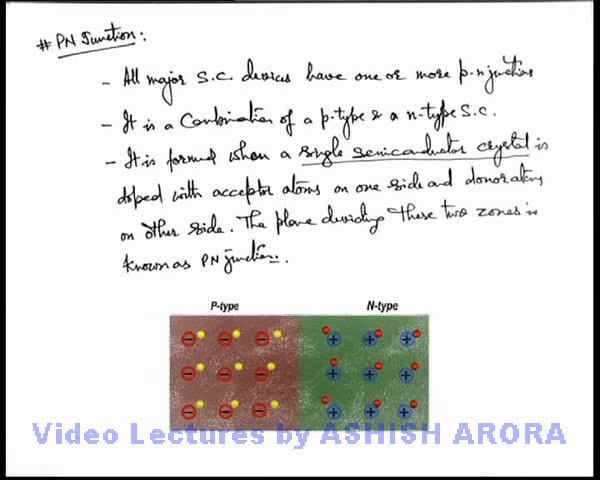 # PN Junction:
- All major S.C. devices have one or more p-n junctions
- It is a Combination of a p-type & a n-type S.C.
- It is formed when a single semiconductor crystal is
doped with acceptor atoms on one side and donor atoms
on other side. The plane dividing these two zones is
known as PN junction.
P-type N-type
Video Lectures by ASHISH ARORA